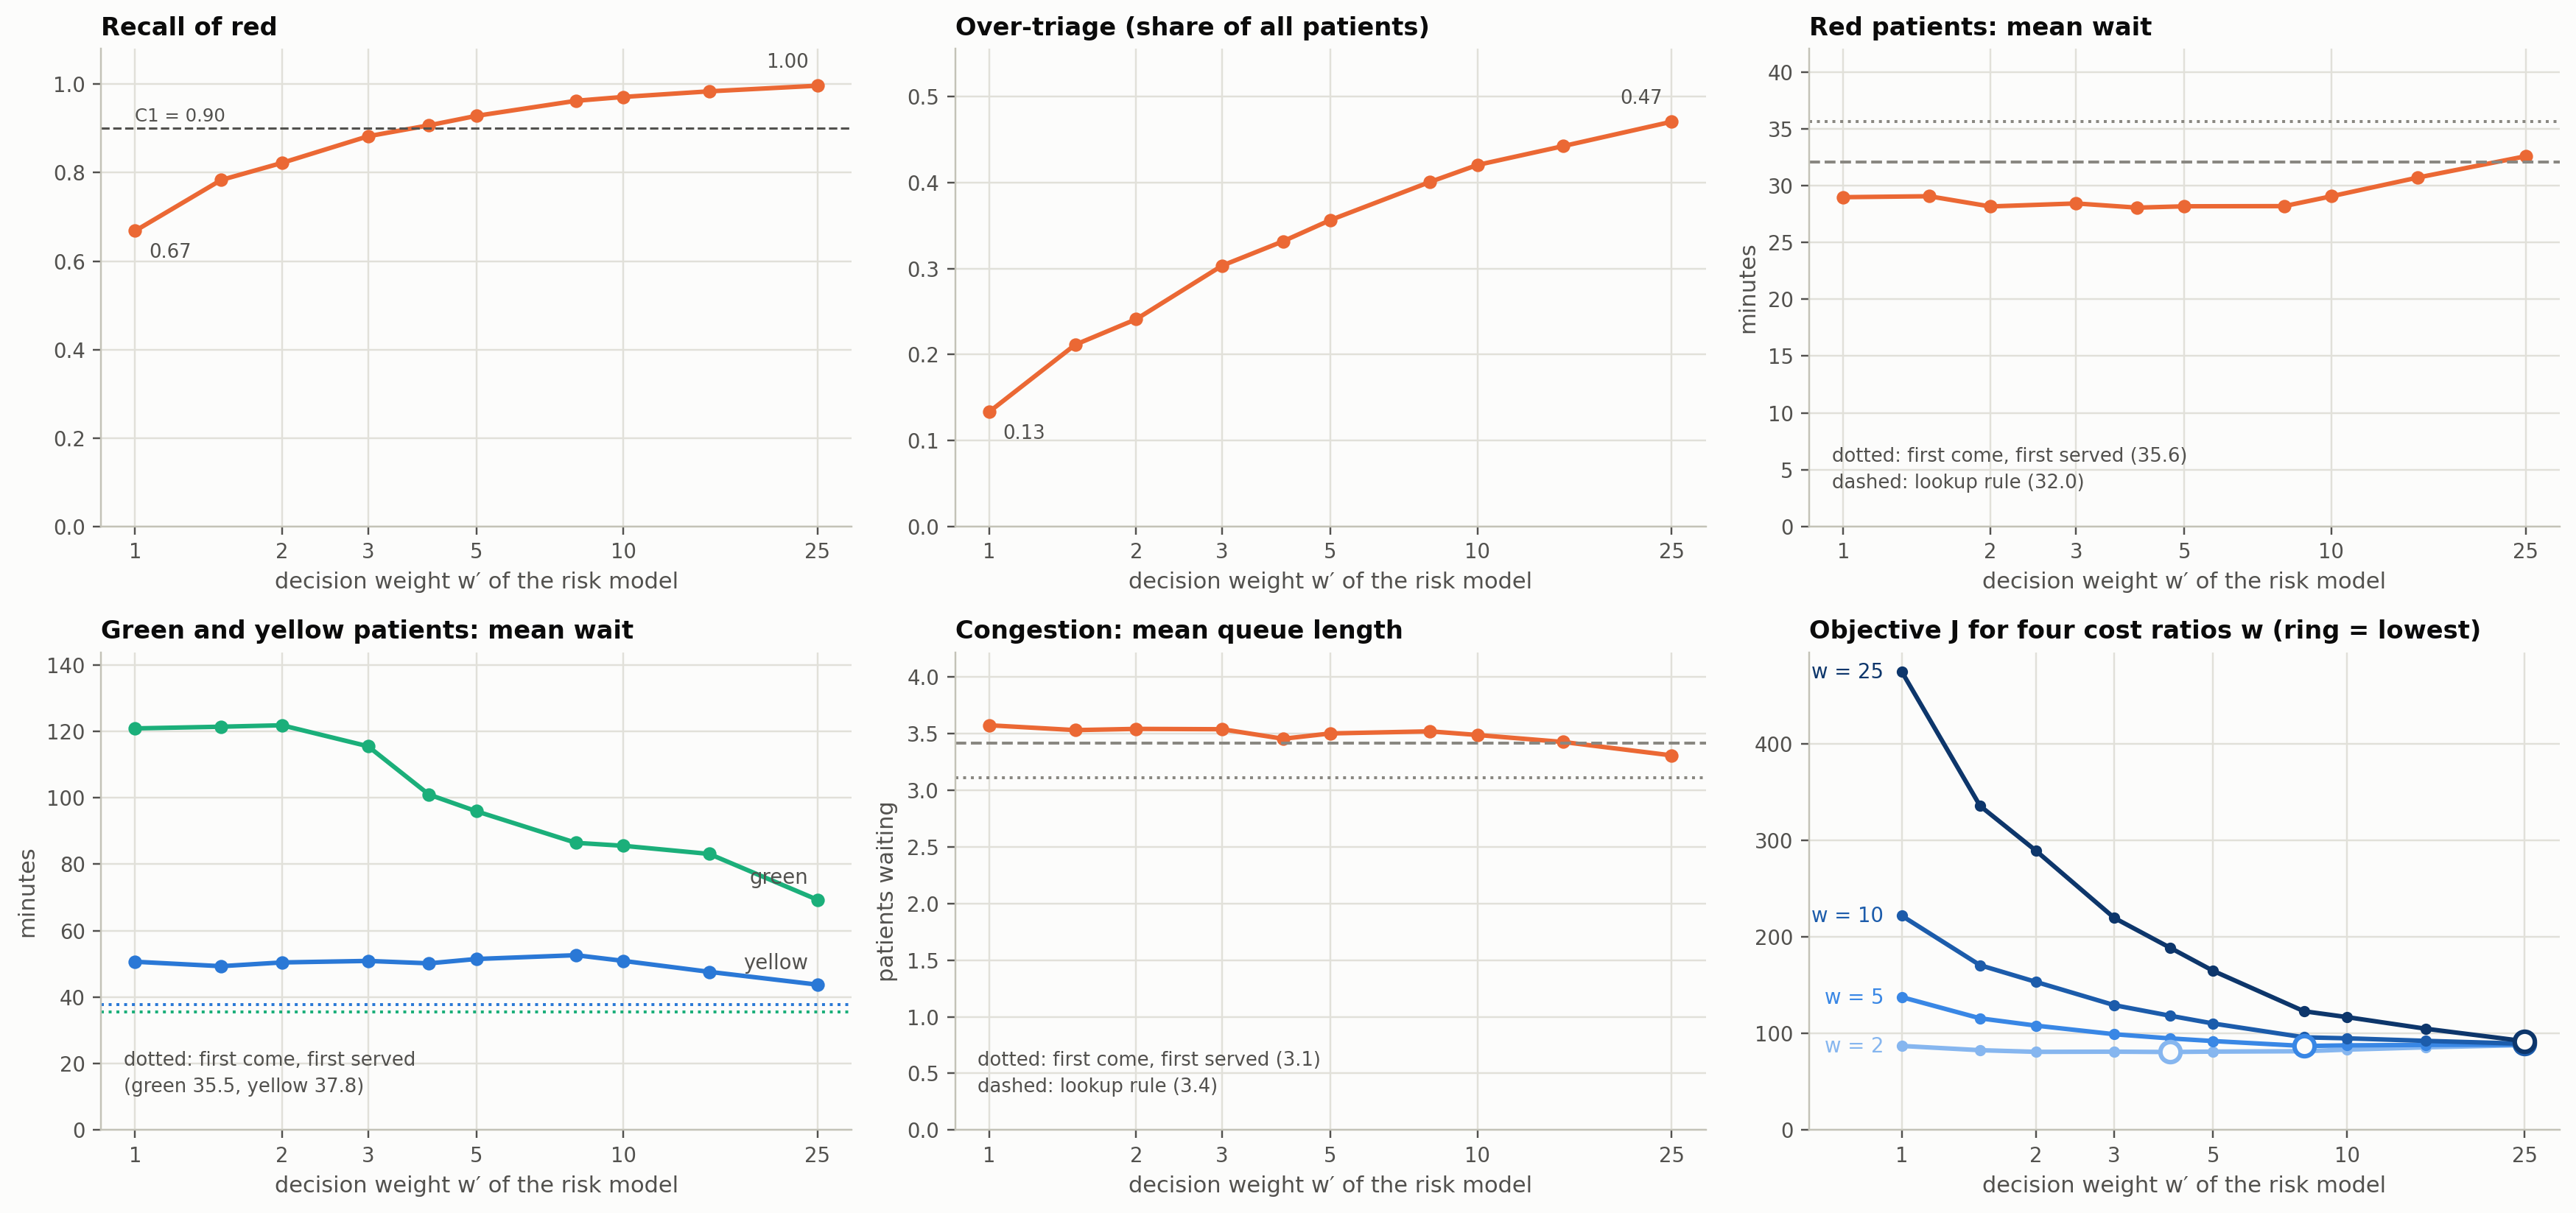 Recall of red
1.0
0.8
0.6
0.4
0.2
0.0
C1 = 0.90
1.00
0.67
1 2 3 5 10 25
decision weight w′ of the risk model
Over-triage (share of all patients)
0.5
0.4
0.3
0.2
0.1
0.0
0.47
0.13
1 2 3 5 10 25
decision weight w′ of the risk model
Red patients: mean wait
minutes
40
35
30
25
20
15
10
5
0
dotted: first come, first served (35.6)
dashed: lookup rule (32.0)
1 2 3 5 10 25
decision weight w′ of the risk model
Green and yellow patients: mean wait
minutes
140
120
100
80
60
40
20
0
green
yellow
dotted: first come, first served
(green 35.5, yellow 37.8)
1 2 3 5 10 25
decision weight w′ of the risk model
Congestion: mean queue length
patients waiting
4.0
3.5
3.0
2.5
2.0
1.5
1.0
0.5
0.0
dotted: first come, first served (3.1)
dashed: lookup rule (3.4)
1 2 3 5 10 25
decision weight w′ of the risk model
Objective J for four cost ratios w (ring = lowest)
400
300
200
100
0
w = 25
w = 10
w = 5
w = 2
1 2 3 5 10 25
decision weight w′ of the risk model